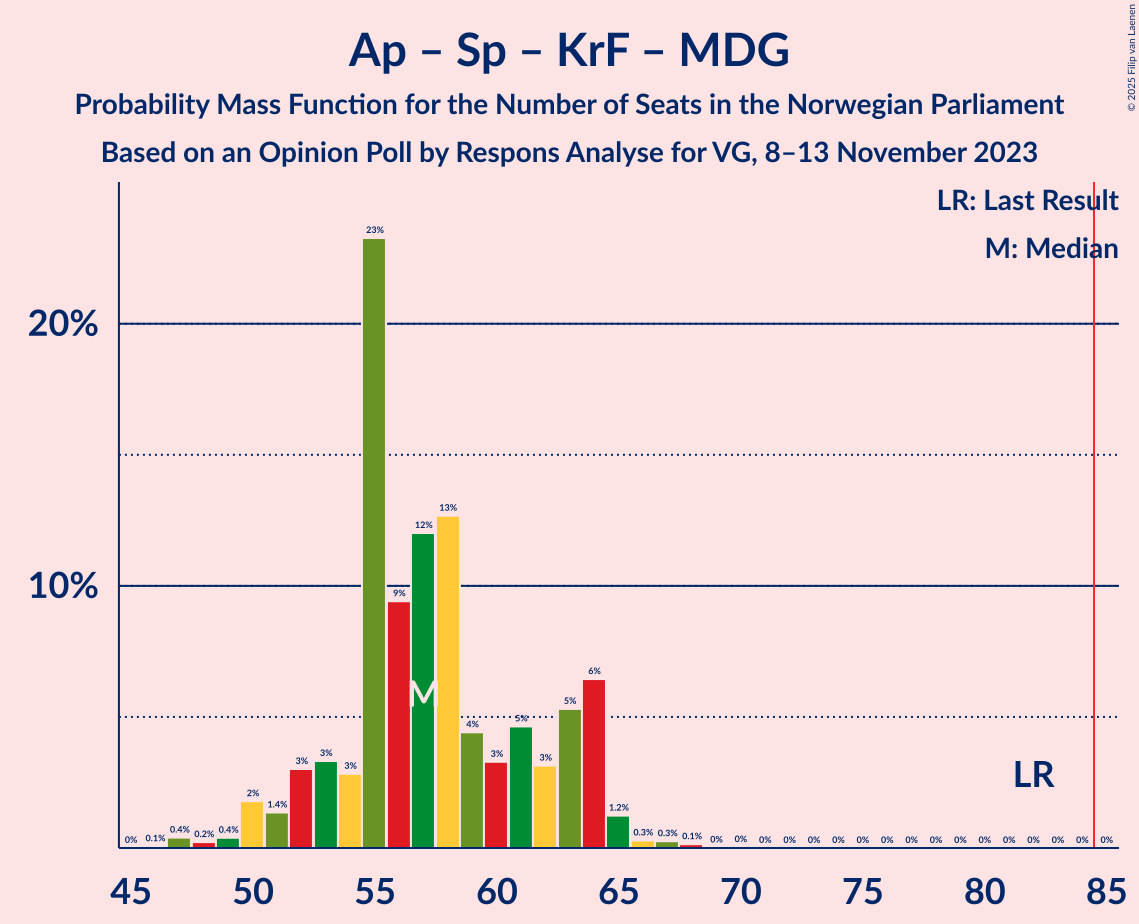 Ap – Sp – KrF – MDG
Probability Mass Function for the Number of Seats in the Norwegian Parliament
Based on an Opinion Poll by Respons Analyse for VG, 8–13 November 2023
© 2025 Filip van Laenen
LR: Last Result
M: Median
20%
10%
0% 0.1% 0.4% 0.2% 0.4% 2% 1.4% 3% 3% 3% 23% 9% 12% 13% 4% 3% 5% 3% 5% 6% 1.2% 0.3% 0.3% 0.1% 0% 0% 0% 0% 0% 0% 0% 0% 0% 0% 0% 0% 0% 0% 0% 0% 0%
M
LR
45 50 55 60 65 70 75 80 85